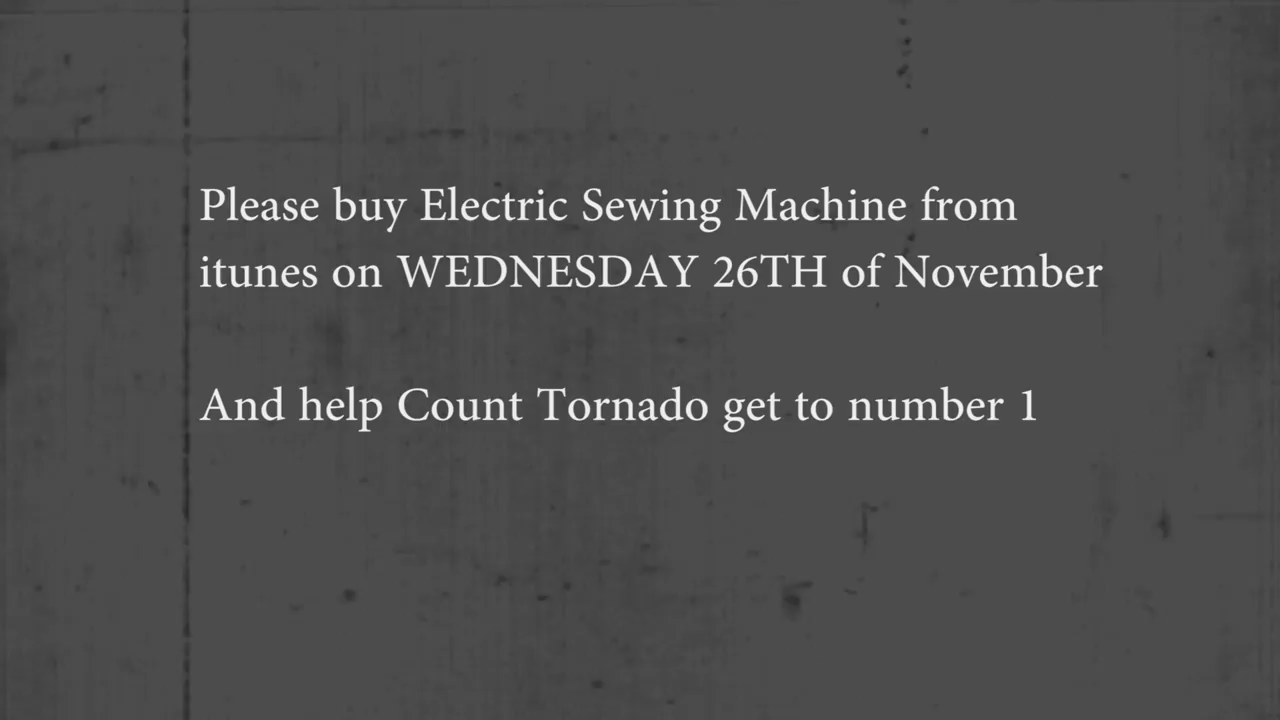 Please buy Electric Sewing Machine from
itunes on WEDNESDAY 26TH of November
And help Count Tornado get to number 1